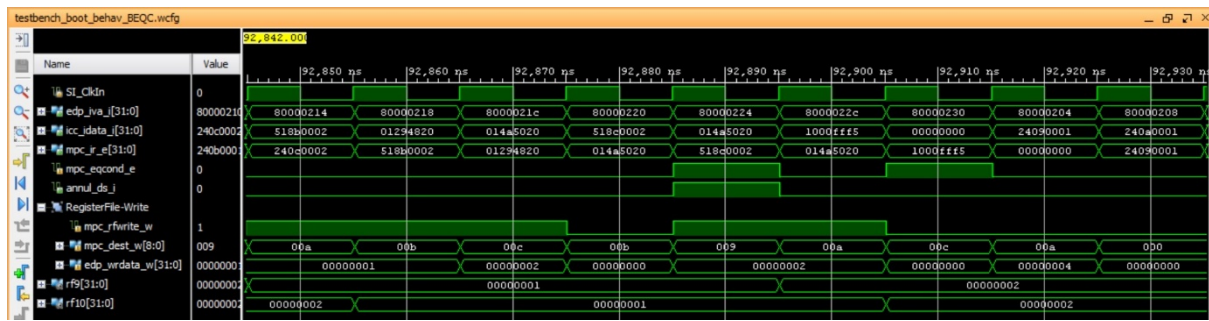 testbench_boot_behav_BEQC.wcfg
92,842.000
Name Value
92,850 ns 92,860 ns 92,870 ns 92,880 ns 92,890 ns 92,900 ns 92,910 ns 92,920 ns 92,930 ns
SI_ClkIn 0
edp_iva_i[31:0] 80000210 80000214 80000218 8000021c 80000220 80000224 8000022c 80000230 80000204 80000208
icc_idata_i[31:0] 240c0002 518b0002 01294820 014a5020 518c0002 014a5020 1000fff5 00000000 24090001 240a0001
mpc_ir_e[31:0] 240b0001 240c0002 518b0002 01294820 014a5020 518c0002 014a5020 1000fff5 00000000 24090001
mpc_eqcond_e 0
annul_ds_i 0
RegisterFile-Write
mpc_rfwrite_w 1
mpc_dest_w[8:0] 009 00a 00b 00c 00b 009 00a 00c 00a 000
edp_wrdata_w[31:0] 00000001 00000001 00000002 00000000 00000002 00000000 00000004 00000000
rf9[31:0] 00000002 00000001 00000002
rf10[31:0] 00000002 00000002 00000001 00000002